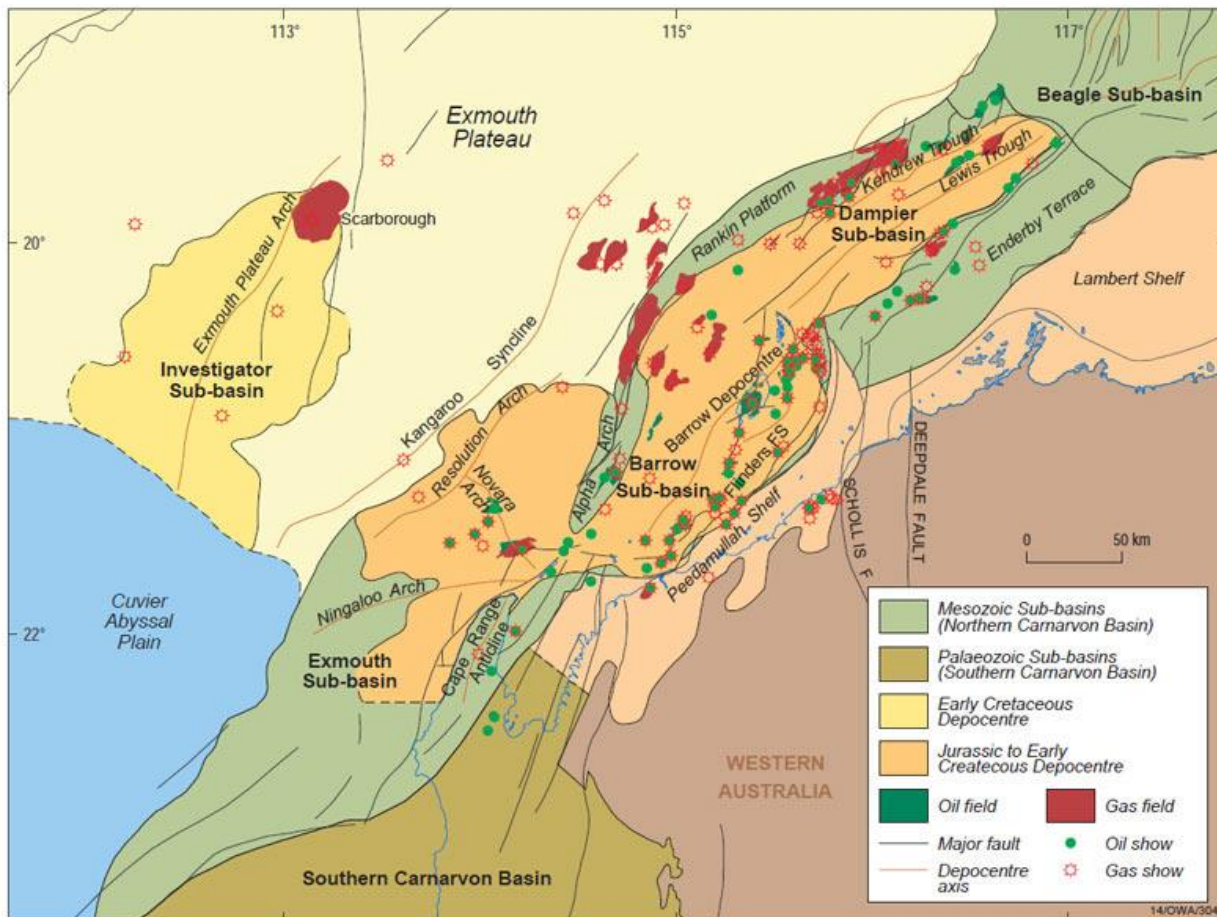 113°
115°
117°
Beagle Sub-basin
Exmouth
Plateau
Kendrew Trough
Lewis Trough
Rankin Platform
Dampier
Sub-basin
Enderby Terrace
Scarborough
20°
Exmouth Plateau Arch
Lambert Shelf
Investigator
Sub-basin
Kangaroo Syncline
Resolution Arch
Novara
Arch
Alpha Arch
Barrow Depocentre
Barrow
Sub-basin
Flinders FS
Peedamullah Shelf
SCHOLLIS F
DEEPDALE FAULT
0
50 km
Ningaloo Arch
Cuvier
Abyssal
Plain
22°
Exmouth
Sub-basin
Cape Range
Anticline
WESTERN
AUSTRALIA
Southern Carnarvon Basin
Mesozoic Sub-basins
(Northern Carnarvon Basin)
Palaeozoic Sub-basins
(Southern Carnarvon Basin)
Early Cretaceous
Depocentre
Jurassic to Early
Createcous Depocentre
Oil field
Gas field
Major fault
Oil show
Depocentre
axis
Gas show
14/OWA/304